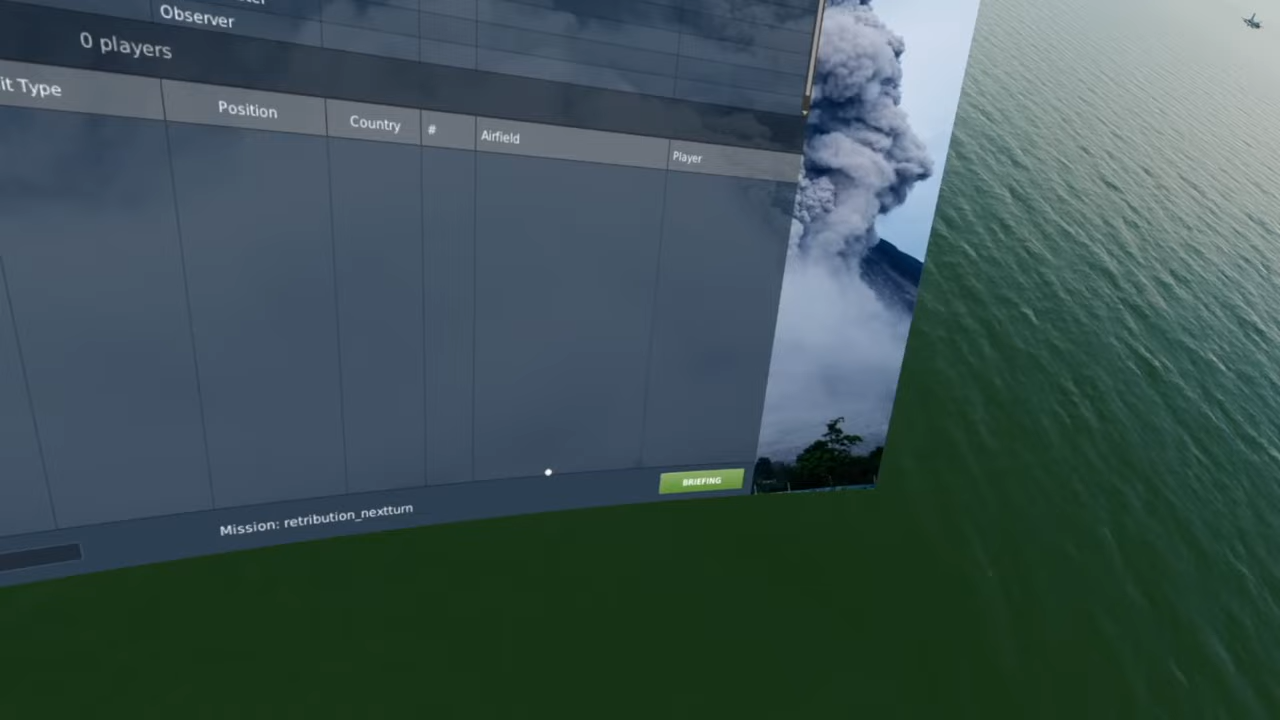 Observer
0 players
it Type
Position
Country
#
Airfield
Player
BRIEFING
Mission: retribution_nextturn